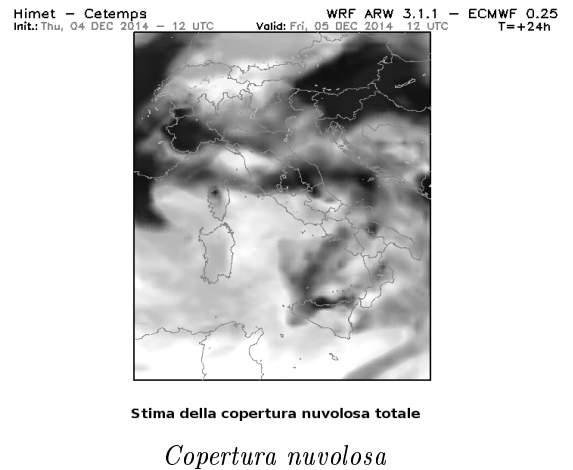 Himet – Cetemps WRF ARW 3.1.1 – ECMWF 0.25
Init.: Thu, 04 DEC 2014 – 12 UTC Valid: Fri, 05 DEC 2014 12 UTC T=+24h
Stima della copertura nuvolosa totale
Copertura nuvolosa